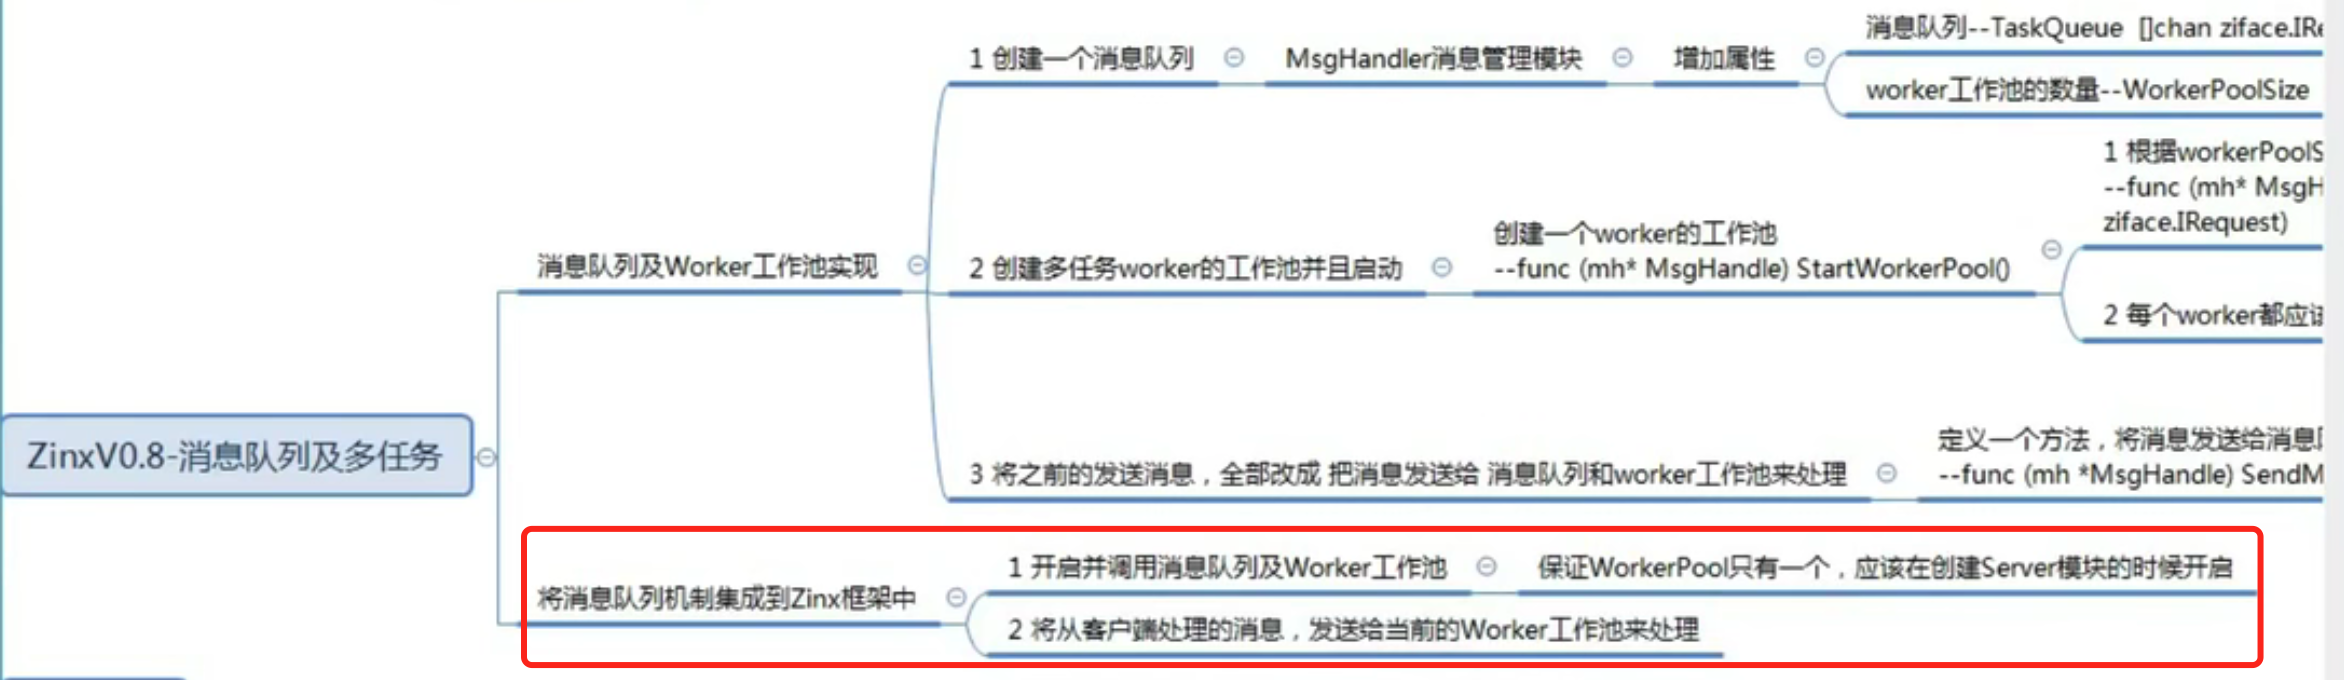 ZinxV0.8-消息队列及多任务
消息队列及Worker工作池实现
1 创建一个消息队列
MsgHandler消息管理模块
增加属性
消息队列--TaskQueue []chan ziface.IRe
worker工作池的数量--WorkerPoolSize
2 创建多任务worker的工作池并且启动
创建一个worker的工作池
--func (mh* MsgHandle) StartWorkerPool()
1 根据workerPoolS
--func (mh* MsgH
ziface.IRequest)
2 每个worker都应该
3 将之前的发送消息，全部改成 把消息发送给 消息队列和worker工作池来处理
定义一个方法，将消息发送给消息
--func (mh *MsgHandle) SendM
将消息队列机制集成到Zinx框架中
1 开启并调用消息队列及Worker工作池
保证WorkerPool只有一个，应该在创建Server模块的时候开启
2 将从客户端处理的消息，发送给当前的Worker工作池来处理